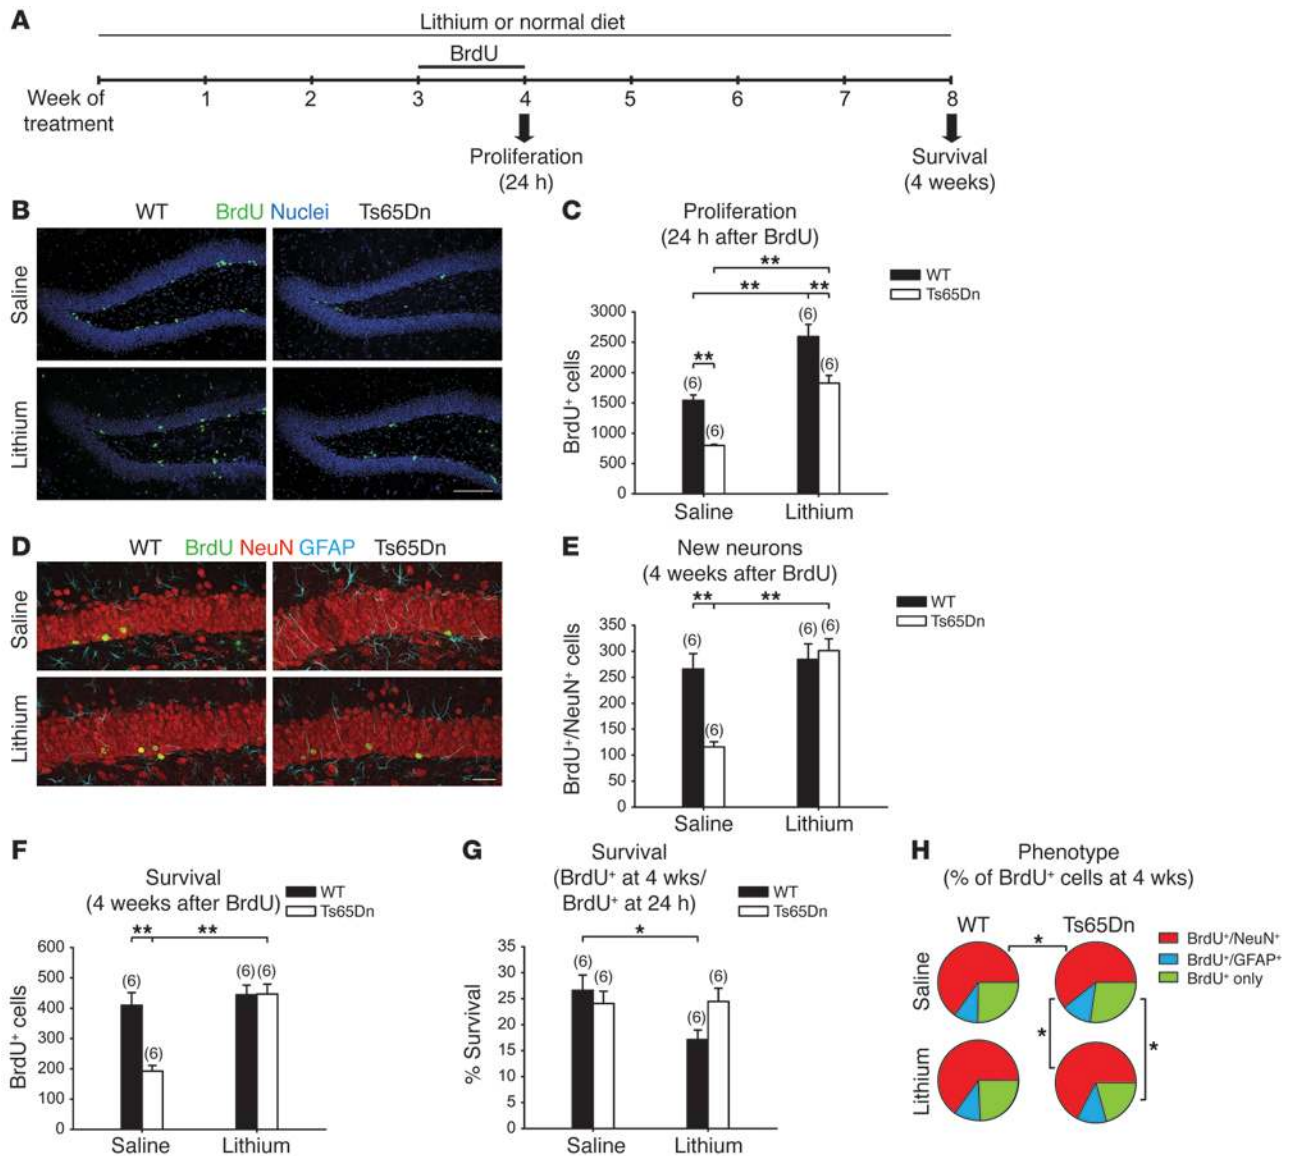 A
Lithium or normal diet
BrdU
Week of
treatment
1 2 3 4 5 6 7 8
Proliferation
(24 h)
Survival
(4 weeks)
B
WT BrdU Nuclei Ts65Dn
Saline
Lithium
C
Proliferation
(24 h after BrdU)
WT
Ts65Dn
** ** **
**
(6) (6) (6) (6)
BrdU⁺ cells
3000
2500
2000
1500
1000
500
0
Saline Lithium
D
WT BrdU NeuN GFAP Ts65Dn
Saline
Lithium
E
New neurons
(4 weeks after BrdU)
WT
Ts65Dn
** **
(6) (6) (6) (6)
BrdU⁺/NeuN⁺ cells
350
300
250
200
150
100
50
0
Saline Lithium
F
Survival
(4 weeks after BrdU)
WT
Ts65Dn
** **
(6) (6) (6) (6)
BrdU⁺ cells
600
500
400
300
200
100
0
Saline Lithium
G
Survival
(BrdU⁺ at 4 wks/
BrdU⁺ at 24 h)
WT
Ts65Dn
*
(6) (6) (6) (6)
% Survival
35
30
25
20
15
10
5
0
Saline Lithium
H
Phenotype
(% of BrdU⁺ cells at 4 wks)
WT Ts65Dn
*
BrdU⁺/NeuN⁺
BrdU⁺/GFAP⁺
BrdU⁺ only
Saline
* *
Lithium